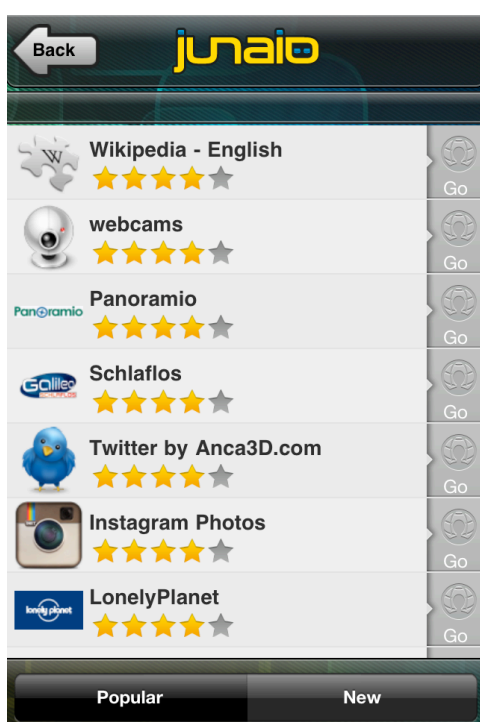 Back
junaio
W
Wikipedia - English
Go
webcams
Go
Panoramio
Panoramio
Go
Galileo
SCHLAFLOS
Schlaflos
Go
Twitter by Anca3D.com
Go
Instagram Photos
Go
lonely planet
LonelyPlanet
Go
Popular
New